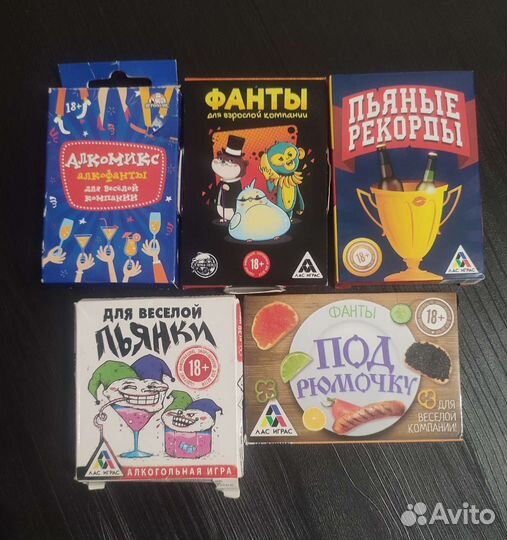 18+
АЛКОМИКС
алкофанты
для весёлой
компании
ФАНТЫ
для взрослой компании
18+
ЛАС ИГРАС
ПЬЯНЫЕ
РЕКОРДЫ
18+
ЛАС ИГРАС
ДЛЯ ВЕСЕЛОЙ
ПЬЯНКИ
18+
ЛАС ИГРАС
АЛКОГОЛЬНАЯ ИГРА
ФАНТЫ
18+
ПОД
РЮМОЧКУ
ДЛЯ
ВЕСЕЛОЙ
КОМПАНИИ!
ЛАС ИГРАС
Avito